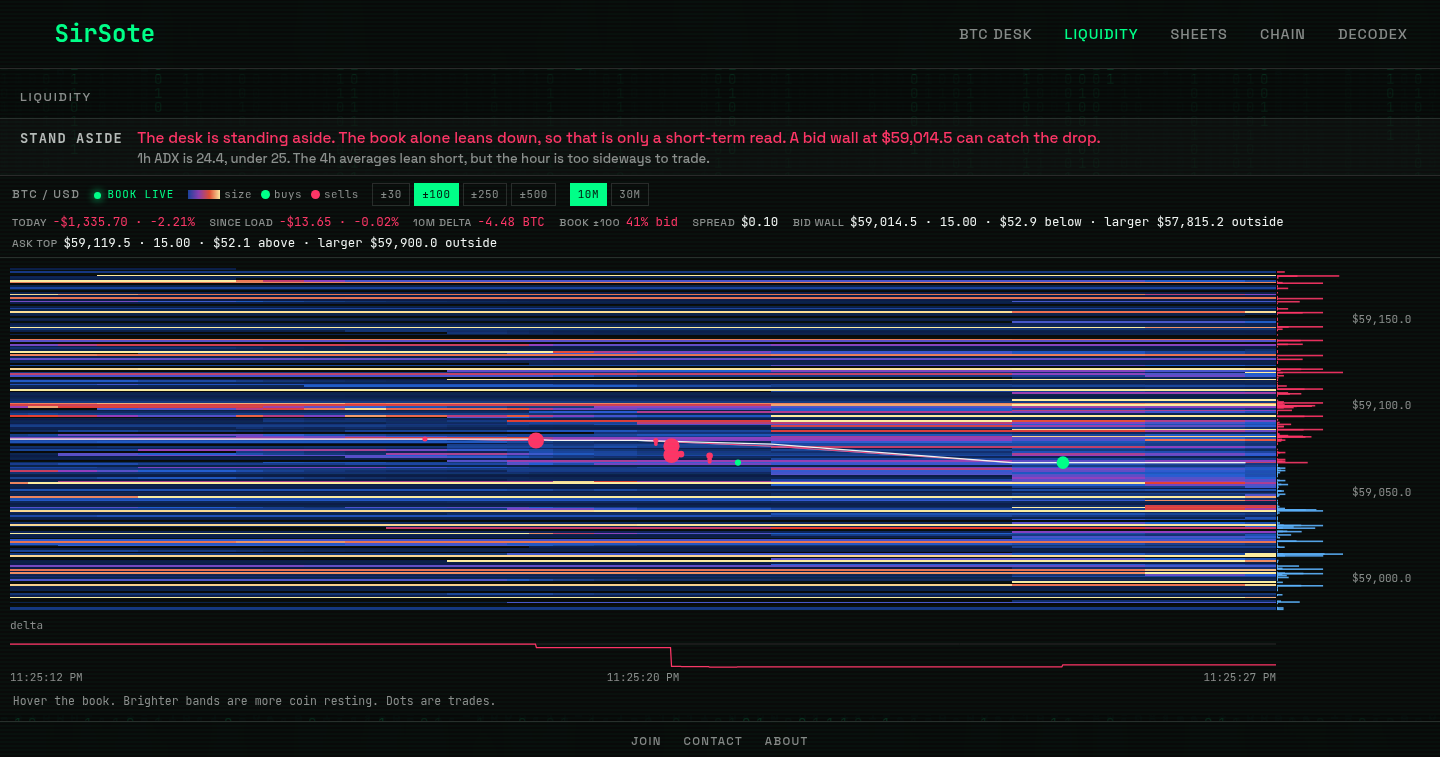 SirSote
BTC DESK LIQUIDITY SHEETS CHAIN DECODEX
LIQUIDITY
STAND ASIDE The desk is standing aside. The book alone leans down, so that is only a short-term read. A bid wall at $59,014.5 can catch the drop.
1h ADX is 24.4, under 25. The 4h averages lean short, but the hour is too sideways to trade.
BTC / USD BOOK LIVE size buys sells ±30 ±100 ±250 ±500 10M 30M
TODAY -$1,335.70 · -2.21% SINCE LOAD -$13.65 · -0.02% 10M DELTA -4.48 BTC BOOK ±100 41% bid SPREAD $0.10 BID WALL $59,014.5 · 15.00 · $52.9 below · larger $57,815.2 outside
ASK TOP $59,119.5 · 15.00 · $52.1 above · larger $59,900.0 outside
$59,150.0
$59,100.0
$59,050.0
$59,000.0
delta
11:25:12 PM 11:25:20 PM 11:25:27 PM
Hover the book. Brighter bands are more coin resting. Dots are trades.
JOIN CONTACT ABOUT